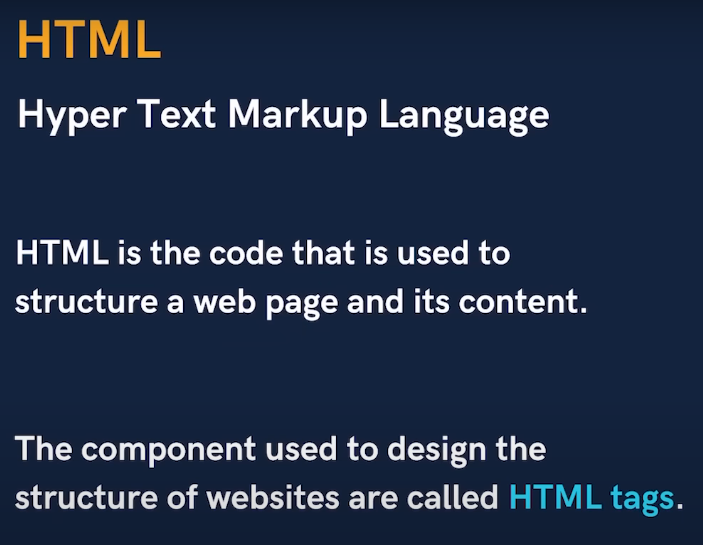 HTML
Hyper Text Markup Language
HTML is the code that is used to
structure a web page and its content.
The component used to design the
structure of websites are called HTML tags.